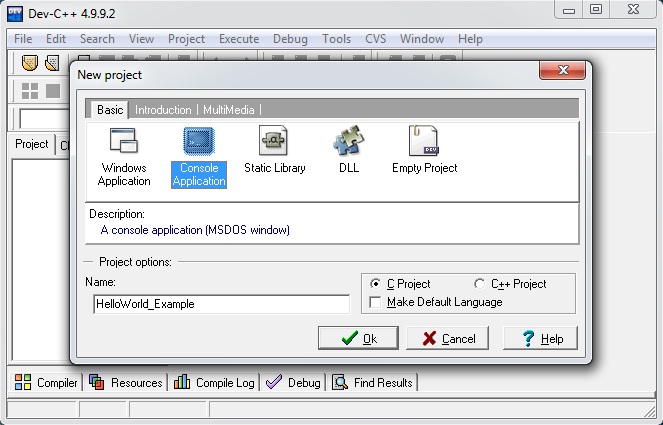 Dev-C++ 4.9.9.2
File Edit Search View Project Execute Debug Tools CVS Window Help
New project
Project
Basic Introduction MultiMedia
Windows Application
Console Application
Static Library
DLL
Empty Project
DEV
Description:
A console application (MSDOS window)
Project options:
Name:
HelloWorld_Example
C Project C++ Project
Make Default Language
Ok Cancel Help
Compiler Resources Compile Log Debug Find Results